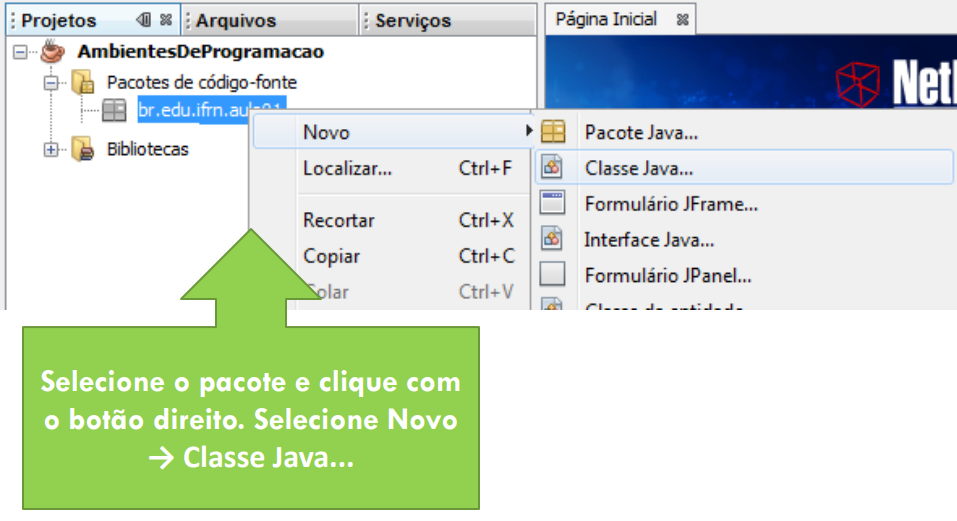 Projetos
Arquivos
Serviços
Página Inicial
AmbientesDeProgramacao
Pacotes de código-fonte
br.edu.ifrn.aula01
Bibliotecas
Novo
Localizar... Ctrl+F
Recortar Ctrl+X
Copiar Ctrl+C
Colar Ctrl+V
Pacote Java...
Classe Java...
Formulário JFrame...
Interface Java...
Formulário JPanel...
Classe de entidade...
Selecione o pacote e clique com
o botão direito. Selecione Novo
→ Classe Java...